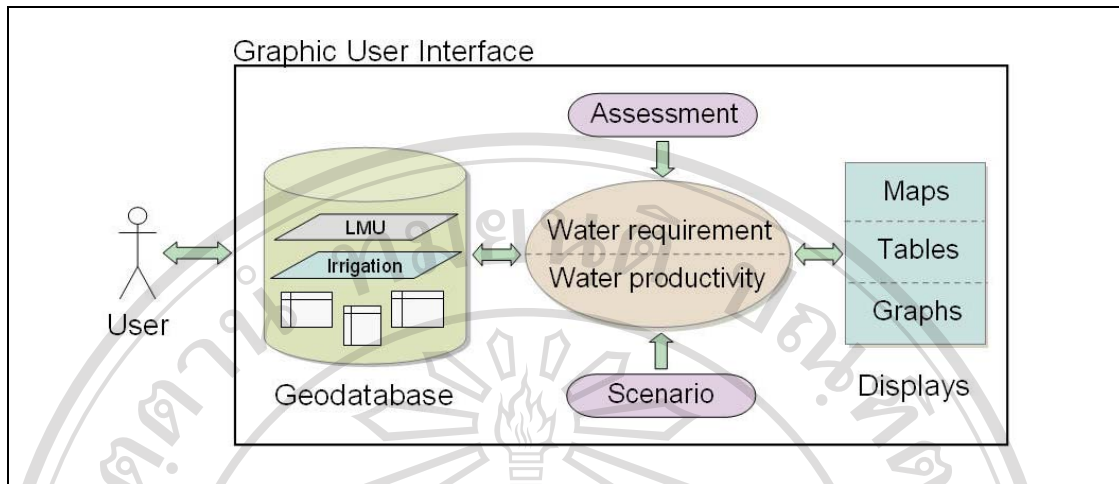 Graphic User Interface
Assessment
LMU
Irrigation
Water requirement
Water productivity
Maps
Tables
Graphs
User
Geodatabase
Scenario
Displays